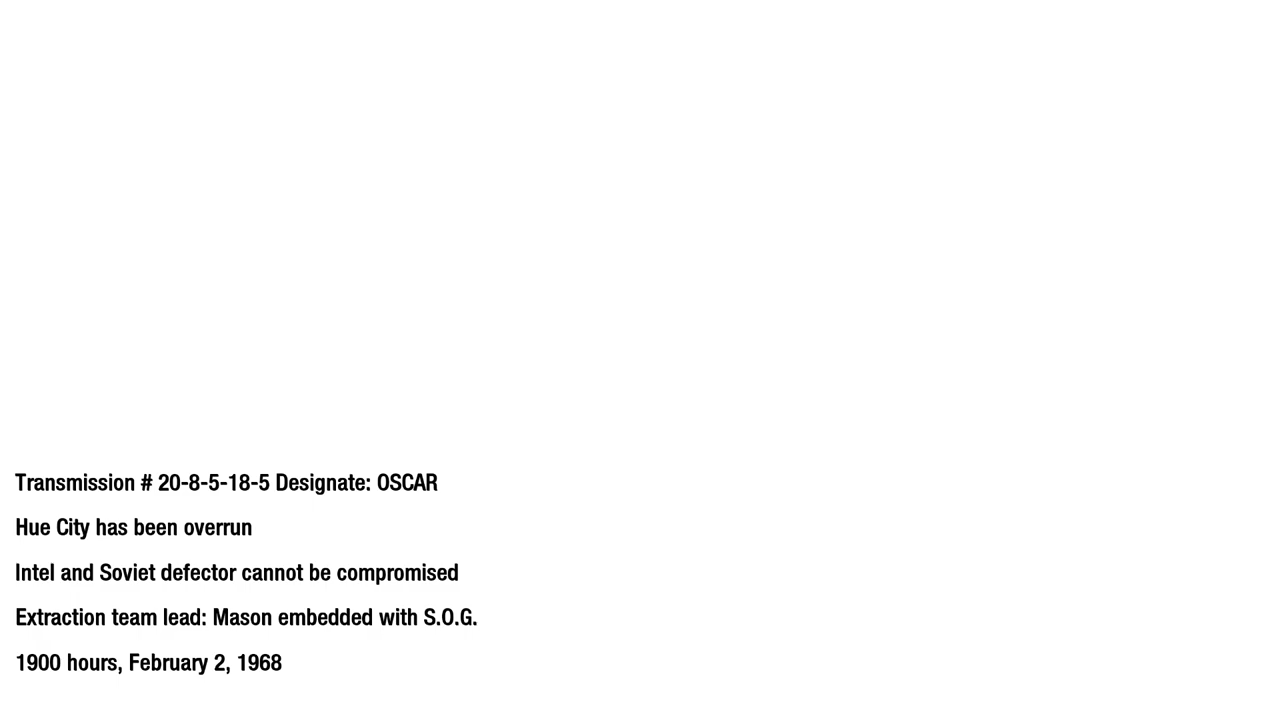 Transmission # 20-8-5-18-5 Designate: OSCAR
Hue City has been overrun
Intel and Soviet defector cannot be compromised
Extraction team lead: Mason embedded with S.O.G.
1900 hours, February 2, 1968